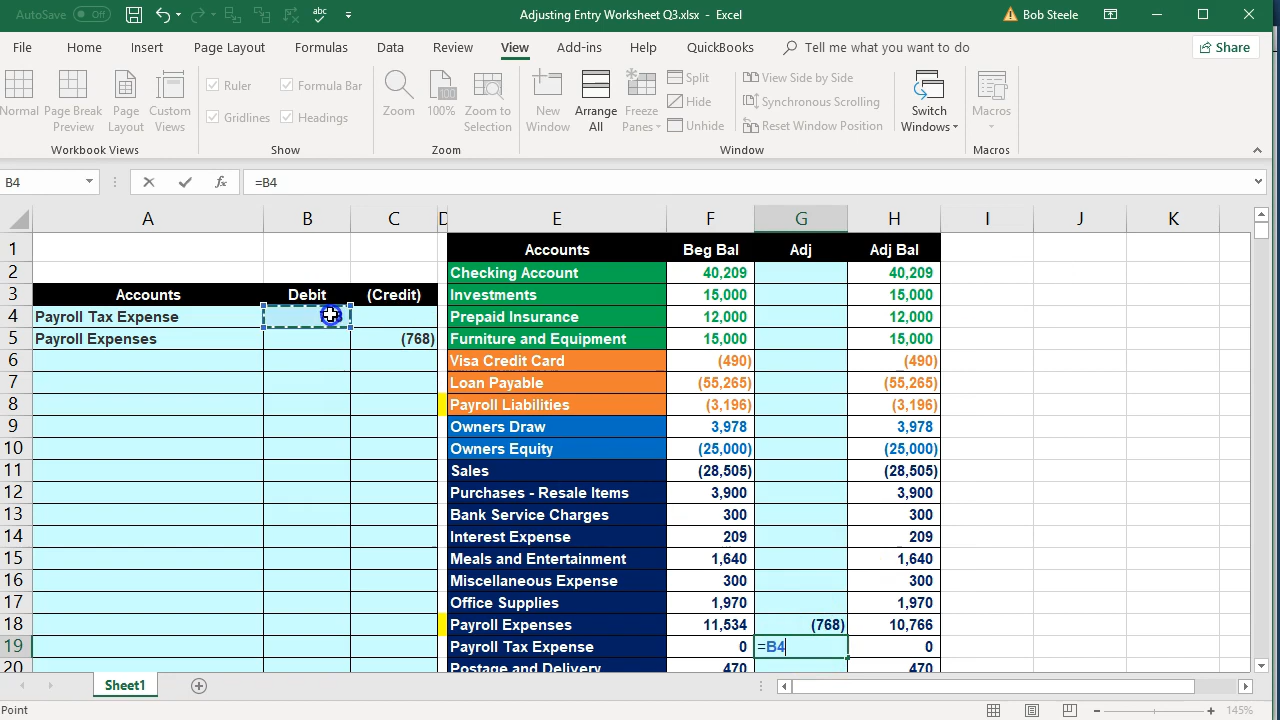 AutoSave Off abc Adjusting Entry Worksheet Q3.xlsx - Excel Bob Steele
File Home Insert Page Layout Formulas Data Review View Add-ins Help QuickBooks Tell me what you want to do Share
Normal Page Break Preview Page Layout Custom Views
Workbook Views
Ruler Formula Bar
Gridlines Headings
Show
Zoom 100% Zoom to Selection
Zoom
New Window Arrange All Freeze Panes
Split
Hide
Unhide
View Side by Side
Synchronous Scrolling
Reset Window Position
Switch Windows
Window
Macros
Macros
B4 fx =B4
A B C D E F G H I J K
1 Accounts Beg Bal Adj Adj Bal
2 Checking Account 40,209 40,209
3 Accounts Debit (Credit) Investments 15,000 15,000
4 Payroll Tax Expense Prepaid Insurance 12,000 12,000
5 Payroll Expenses (768) Furniture and Equipment 15,000 15,000
6 Visa Credit Card (490) (490)
7 Loan Payable (55,265) (55,265)
8 Payroll Liabilities (3,196) (3,196)
9 Owners Draw 3,978 3,978
10 Owners Equity (25,000) (25,000)
11 Sales (28,505) (28,505)
12 Purchases - Resale Items 3,900 3,900
13 Bank Service Charges 300 300
14 Interest Expense 209 209
15 Meals and Entertainment 1,640 1,640
16 Miscellaneous Expense 300 300
17 Office Supplies 1,970 1,970
18 Payroll Expenses 11,534 (768) 10,766
19 Payroll Tax Expense 0 =B4 0
20 Postage and Delivery 470 470
Sheet1
Point 145%